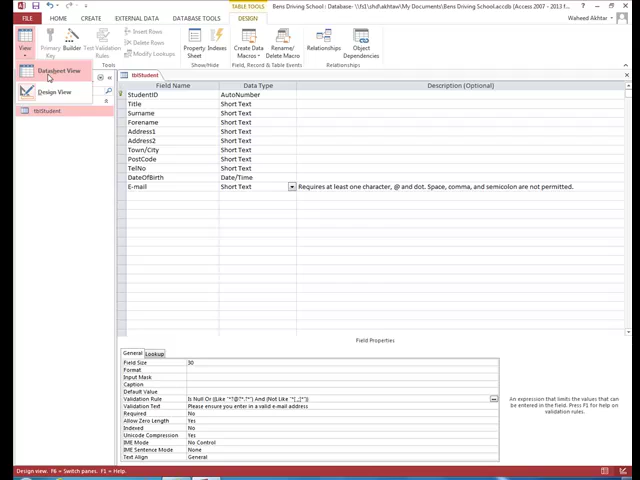 TABLE TOOLS
Bens Driving School: Database- \\fs1\shd\akhtaw\My Documents\Bens Driving School.accdb (Access 2007 - 2013 f...
FILE HOME CREATE EXTERNAL DATA DATABASE TOOLS DESIGN Waheed Akhtar
View Primary Key Builder Test Validation Rules
Insert Rows
Delete Rows
Modify Lookups
Property Sheet Indexes
Create Data Macros Rename/ Delete Macro
Relationships Object Dependencies
Tools Show/Hide Field, Record & Table Events Relationships
Datasheet View
Design View
tblStudent
tblStudent
Field Name Data Type Description (Optional)
StudentID AutoNumber
Title Short Text
Surname Short Text
Forename Short Text
Address1 Short Text
Address2 Short Text
Town/City Short Text
PostCode Short Text
TelNo Short Text
DateOfBirth Date/Time
E-mail Short Text Requires at least one character, @ and dot. Space, comma, and semicolon are not permitted.
Field Properties
General Lookup
Field Size 30
Format
Input Mask
Caption
Default Value
Validation Rule
Validation Text Please ensure you enter in a valid e-mail address
Required No
Allow Zero Length Yes
Indexed No
Unicode Compression Yes
IME Mode No Control
IME Sentence Mode None
Text Align General
An expression that limits the values that can be entered in the field. Press F1 for help on validation rules.
Design view. F6 = Switch panes. F1 = Help.